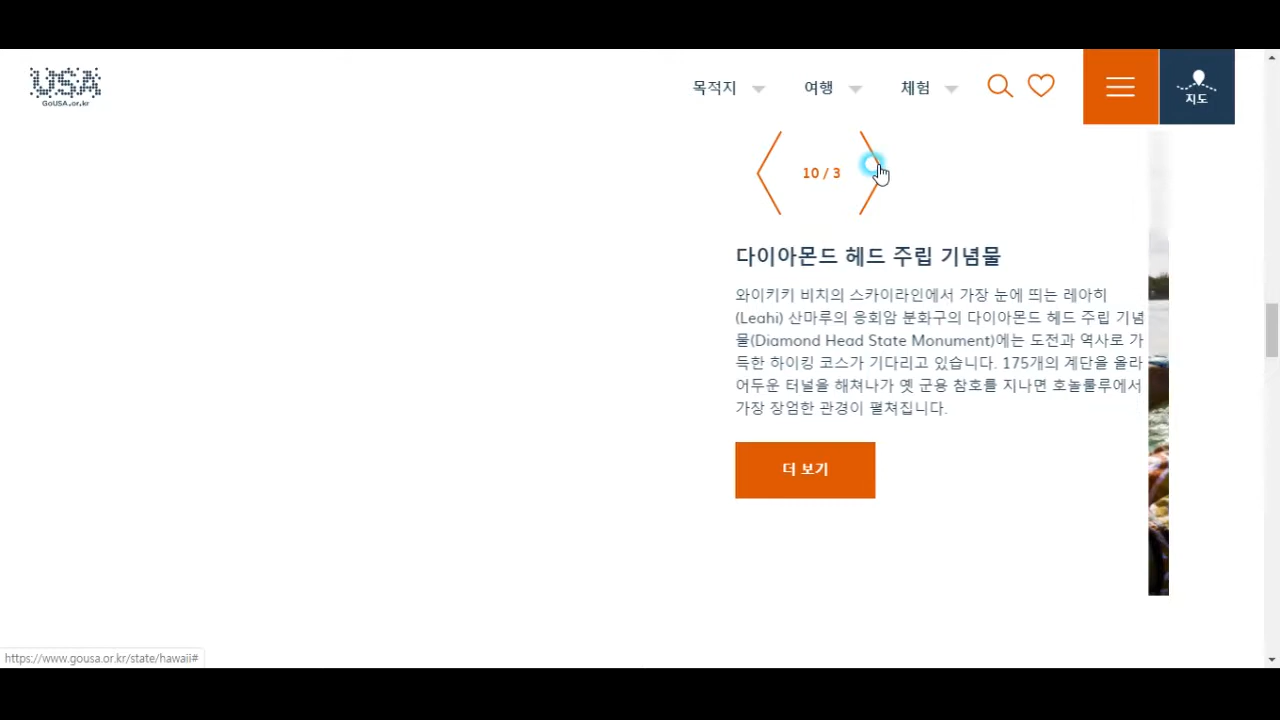 USA
GoUSA.or.kr
목적지
여행
체험
지도
10 / 3
다이아몬드 헤드 주립 기념물
와이키키 비치의 스카이라인에서 가장 눈에 띄는 레아히
(Leahi) 산마루의 응회암 분화구의 다이아몬드 헤드 주립 기념
물(Diamond Head State Monument)에는 도전과 역사로 가
득한 하이킹 코스가 기다리고 있습니다. 175개의 계단을 올라
어두운 터널을 해쳐나가 옛 군용 참호를 지나면 호놀룰루에서
가장 장엄한 관경이 펼쳐집니다.
더 보기
https://www.gousa.or.kr/state/hawaii#